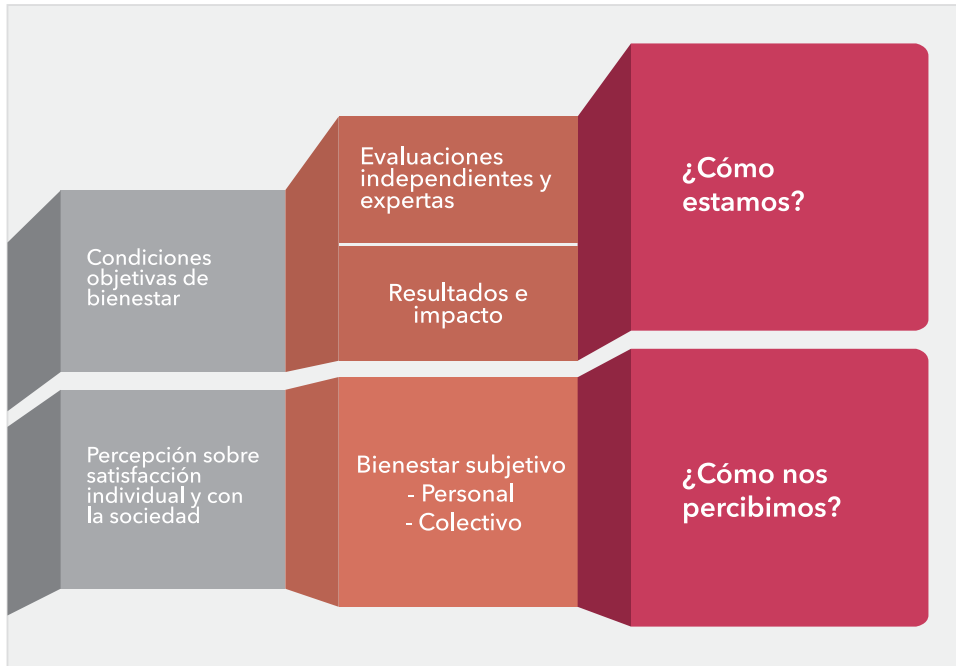 Condiciones
objetivas de
bienestar
Evaluaciones
independientes y
expertas
Resultados e
impacto
¿Cómo
estamos?
Percepción sobre
satisfacción
individual y con
la sociedad
Bienestar subjetivo
- Personal
- Colectivo
¿Cómo nos
percibimos?